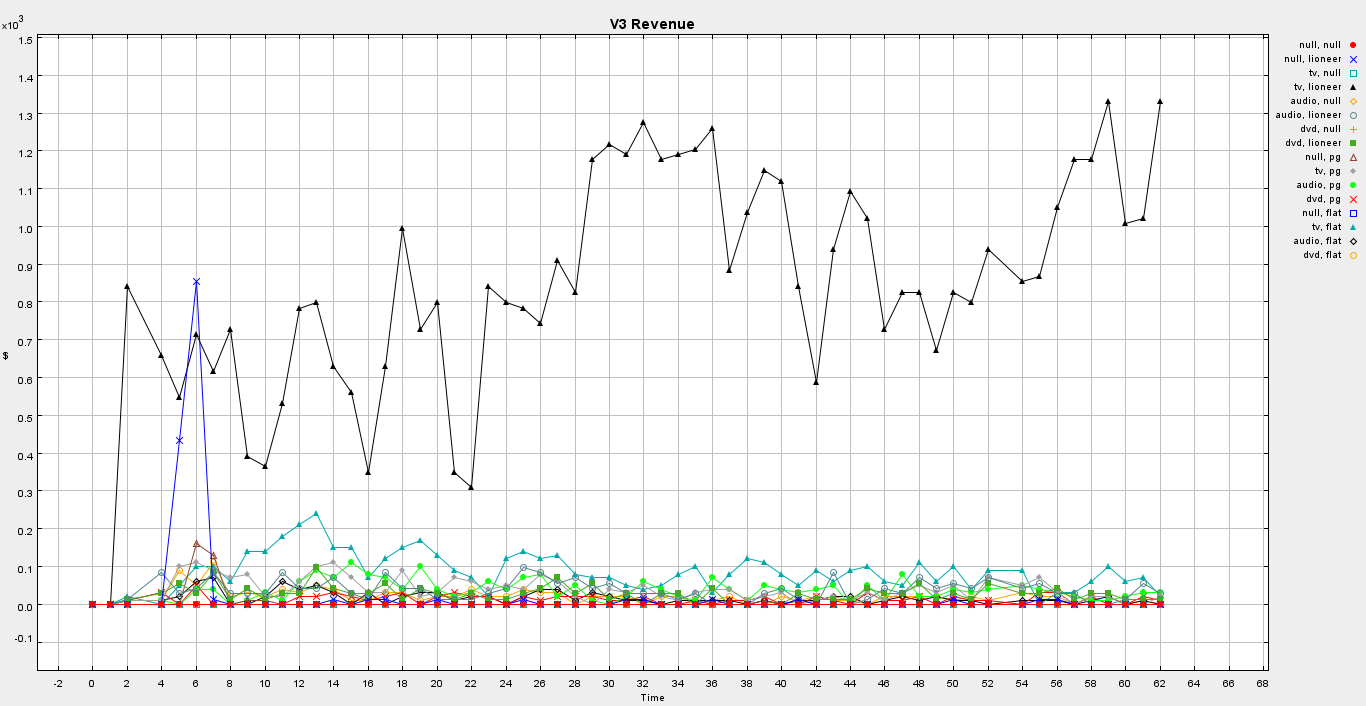 V3 Revenue
x10^3
1.5
1.4
1.3
1.2
1.1
1.0
0.9
0.8
0.7
$
0.6
0.5
0.4
0.3
0.2
0.1
0.0
-0.1
-2 0 2 4 6 8 10 12 14 16 18 20 22 24 26 28 30 32 34 36 38 40 42 44 46 48 50 52 54 56 58 60 62 64 66 68
Time
null, null
null, lioneer
tv, null
tv, lioneer
audio, null
audio, lioneer
dvd, null
dvd, lioneer
null, pg
tv, pg
audio, pg
dvd, pg
null, flat
tv, flat
audio, flat
dvd, flat